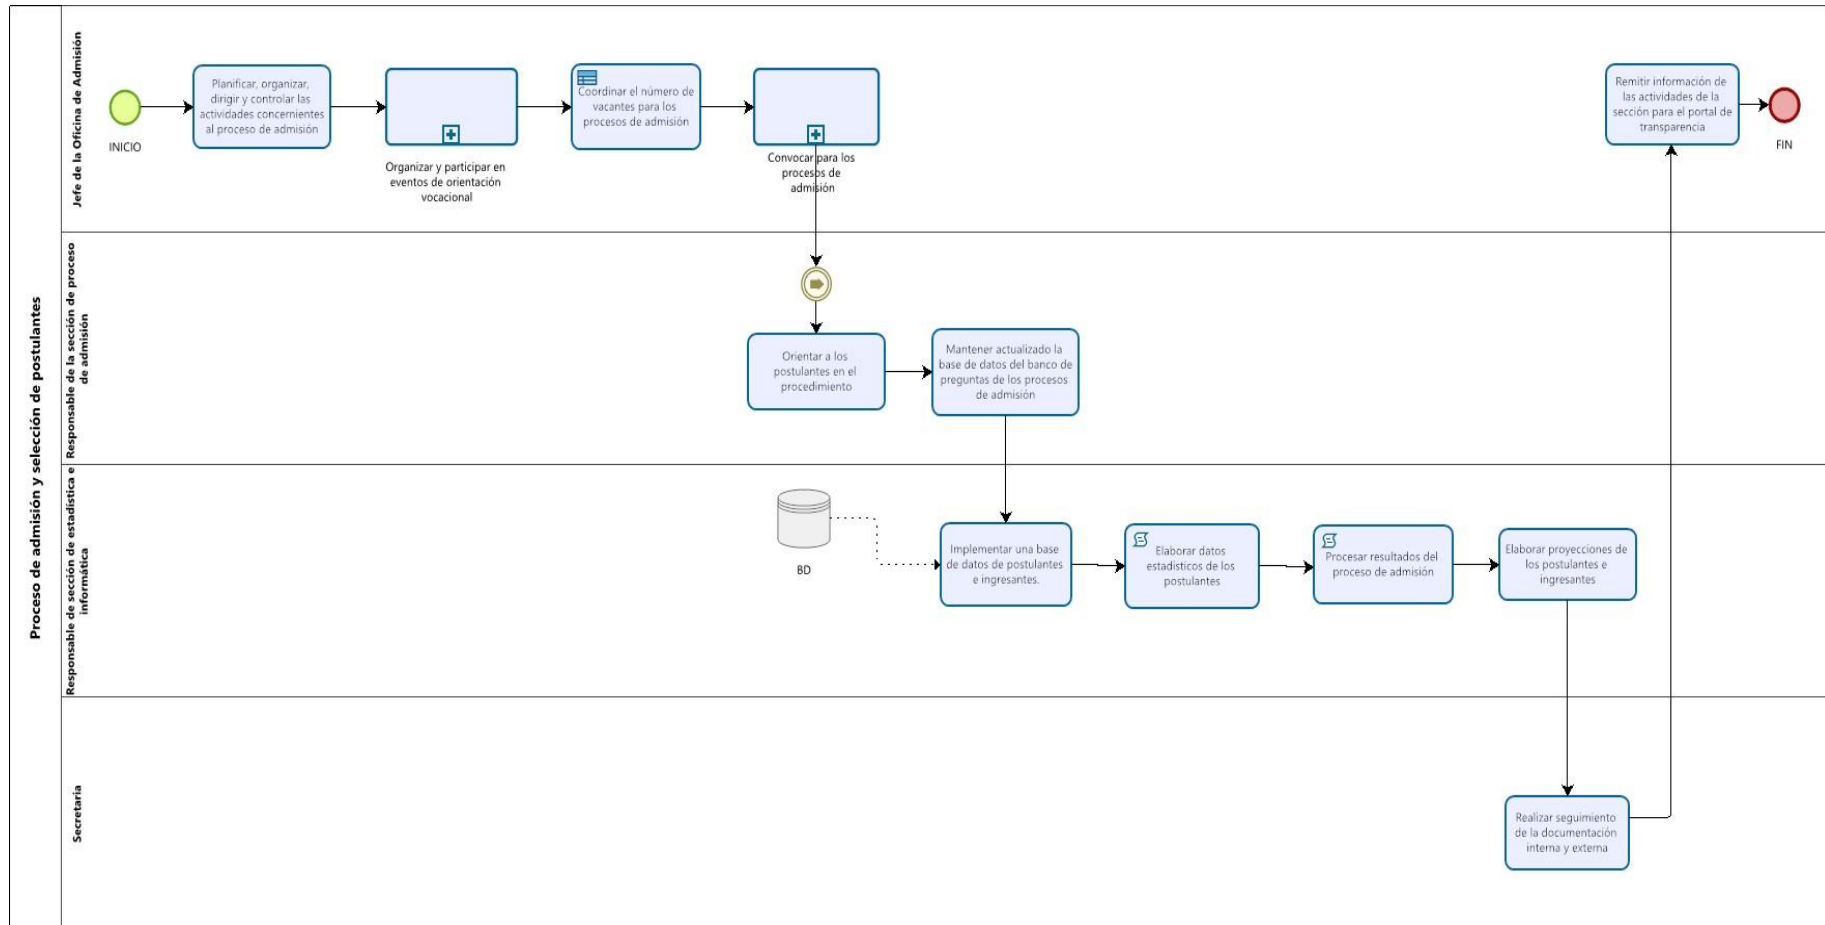 Proceso de admisión y selección de postulantes
Jefe de la Oficina de Admisión
INICIO
Planificar, organizar,
dirigir y controlar las
actividades concernientes
al proceso de admisión
Organizar y participar en
eventos de orientación
vocacional
Coordinar el número de
vacantes para los
procesos de admisión
Convocar para los
procesos de
admisión
Remitir información de
las actividades de la
sección para el portal de
transparencia
FIN
Responsable de la sección de proceso
de admisión
Orientar a los
postulantes en el
procedimiento
Mantener actualizado la
base de datos del banco de
preguntas de los procesos
de admisión
Responsable de sección de estadística e
informática
BD
Implementar una base
de datos de postulantes
e ingresantes.
Elaborar datos
estadísticos de los
postulantes
Procesar resultados del
proceso de admisión
Elaborar proyecciones de
los postulantes e
ingresantes
Secretaria
Realizar seguimiento
de la documentación
interna y externa